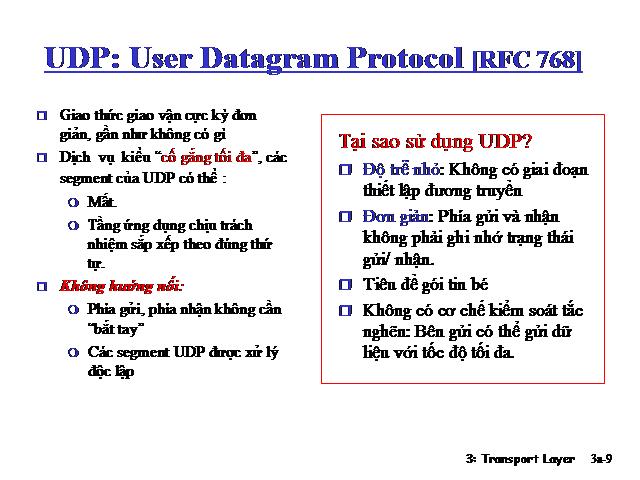 UDP: User Datagram Protocol [RFC 768]
Giao thức giao vận cực kỳ đơn
giản, gần như không có gì
Dịch vụ kiểu “cố gắng tối đa”, các
segment của UDP có thể :
Mất.
Tầng ứng dụng chịu trách
nhiệm sắp xếp theo đúng thứ
tự.
Không hướng nối:
Phia gửi, phia nhận không cần
“bắt tay”
Các segment UDP được xử lý
độc lập
Tại sao sử dụng UDP?
Độ trễ nhỏ: Không có giai đoạn
thiết lập đương truyền
Đơn giản: Phía gửi và nhận
không phải ghi nhớ trạng thái
gửi/ nhận.
Tiêu đề gói tin bé
Không có cơ chế kiểm soát tắc
nghẽn: Bên gửi có thể gửi dữ
liệu với tốc độ tối đa.
3: Transport Layer 3a-9